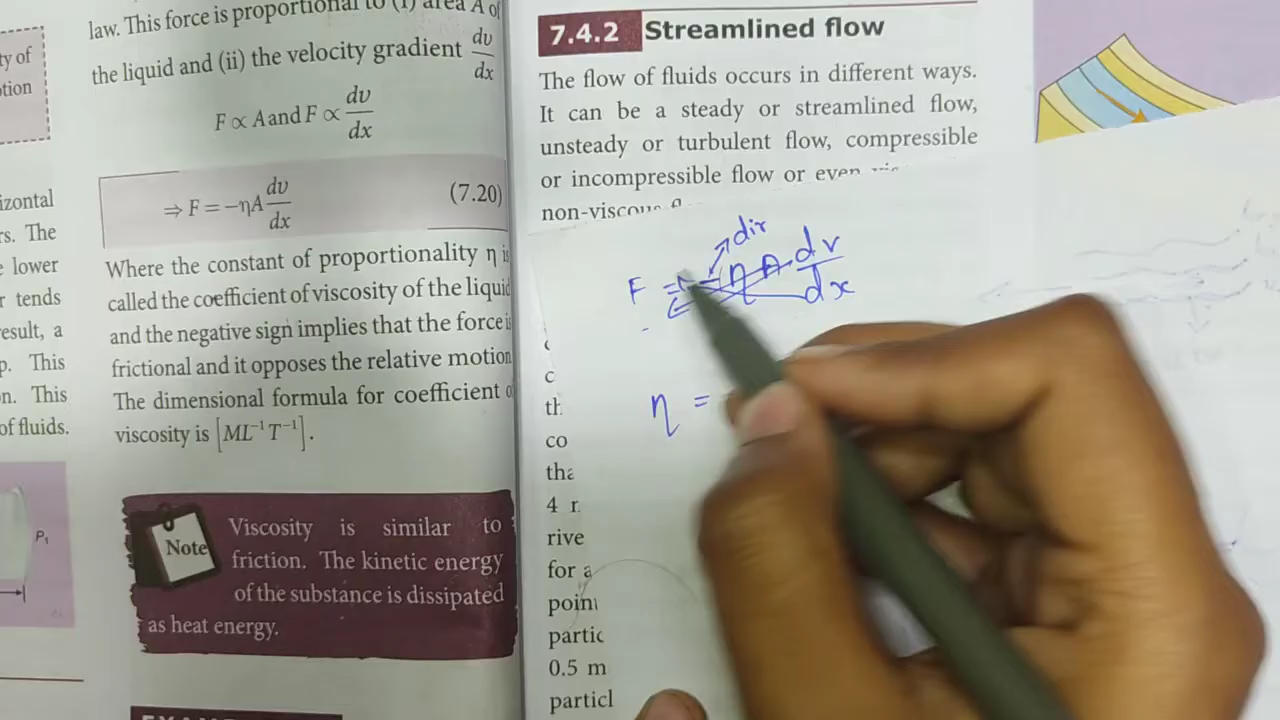 ty of
tion
izontal
rs. The
e lower
r tends
result, a
p. This
n. This
of fluids.
P₁
law. This force is proportional to (i) area A of
the liquid and (ii) the velocity gradient dv/dx
F ∝ A and F ∝ dv/dx
⇒ F = −ηA dv/dx (7.20)
Where the constant of proportionality η is
called the coefficient of viscosity of the liquid
and the negative sign implies that the force is
frictional and it opposes the relative motion
The dimensional formula for coefficient o
viscosity is [ML⁻¹T⁻¹].
Note
Viscosity is similar to
friction. The kinetic energy
of the substance is dissipated
as heat energy.
7.4.2 Streamlined flow
The flow of fluids occurs in different ways.
It can be a steady or streamlined flow,
unsteady or turbulent flow, compressible
or incompressible flow or even
non-viscous
dir
F = − η A dv/dx
η =
c
th
co
tha
4 r
rive
for a
point
partic
0.5 m
particl